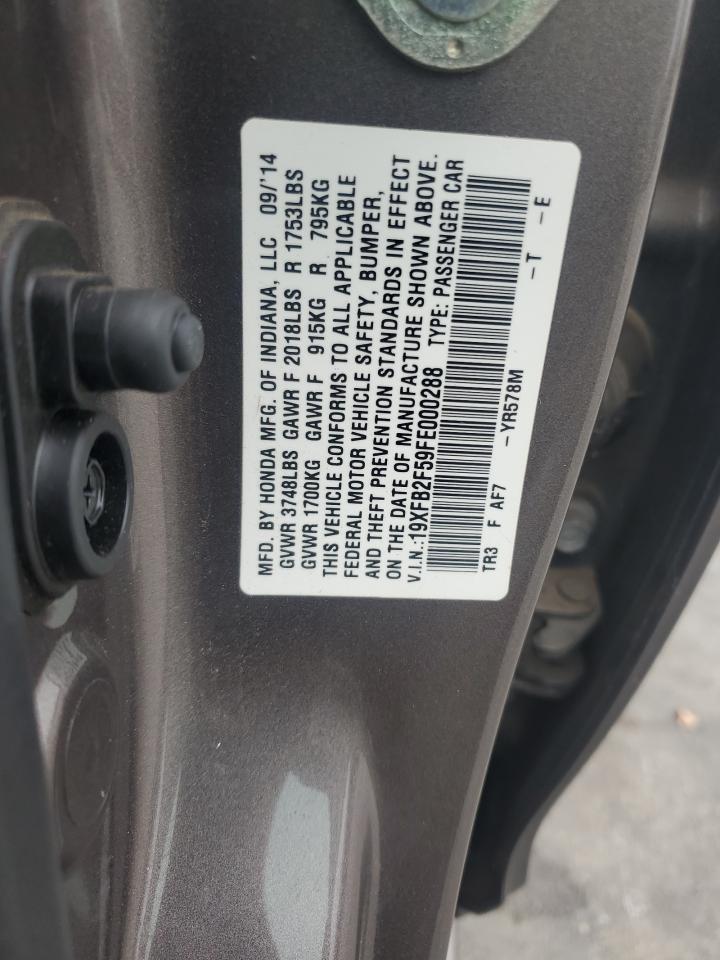 MFD. BY HONDA MFG. OF INDIANA, LLC 09/'14
GVWR 3748LBS GAWR F 2018LBS R 1753LBS
GVWR 1700KG GAWR F 915KG R 795KG
THIS VEHICLE CONFORMS TO ALL APPLICABLE
FEDERAL MOTOR VEHICLE SAFETY, BUMPER,
AND THEFT PREVENTION STANDARDS IN EFFECT
ON THE DATE OF MANUFACTURE SHOWN ABOVE.
V.I.N.:19XFB2F59FE000288 TYPE: PASSENGER CAR
TR3 F AF7 -YR578M -T -E